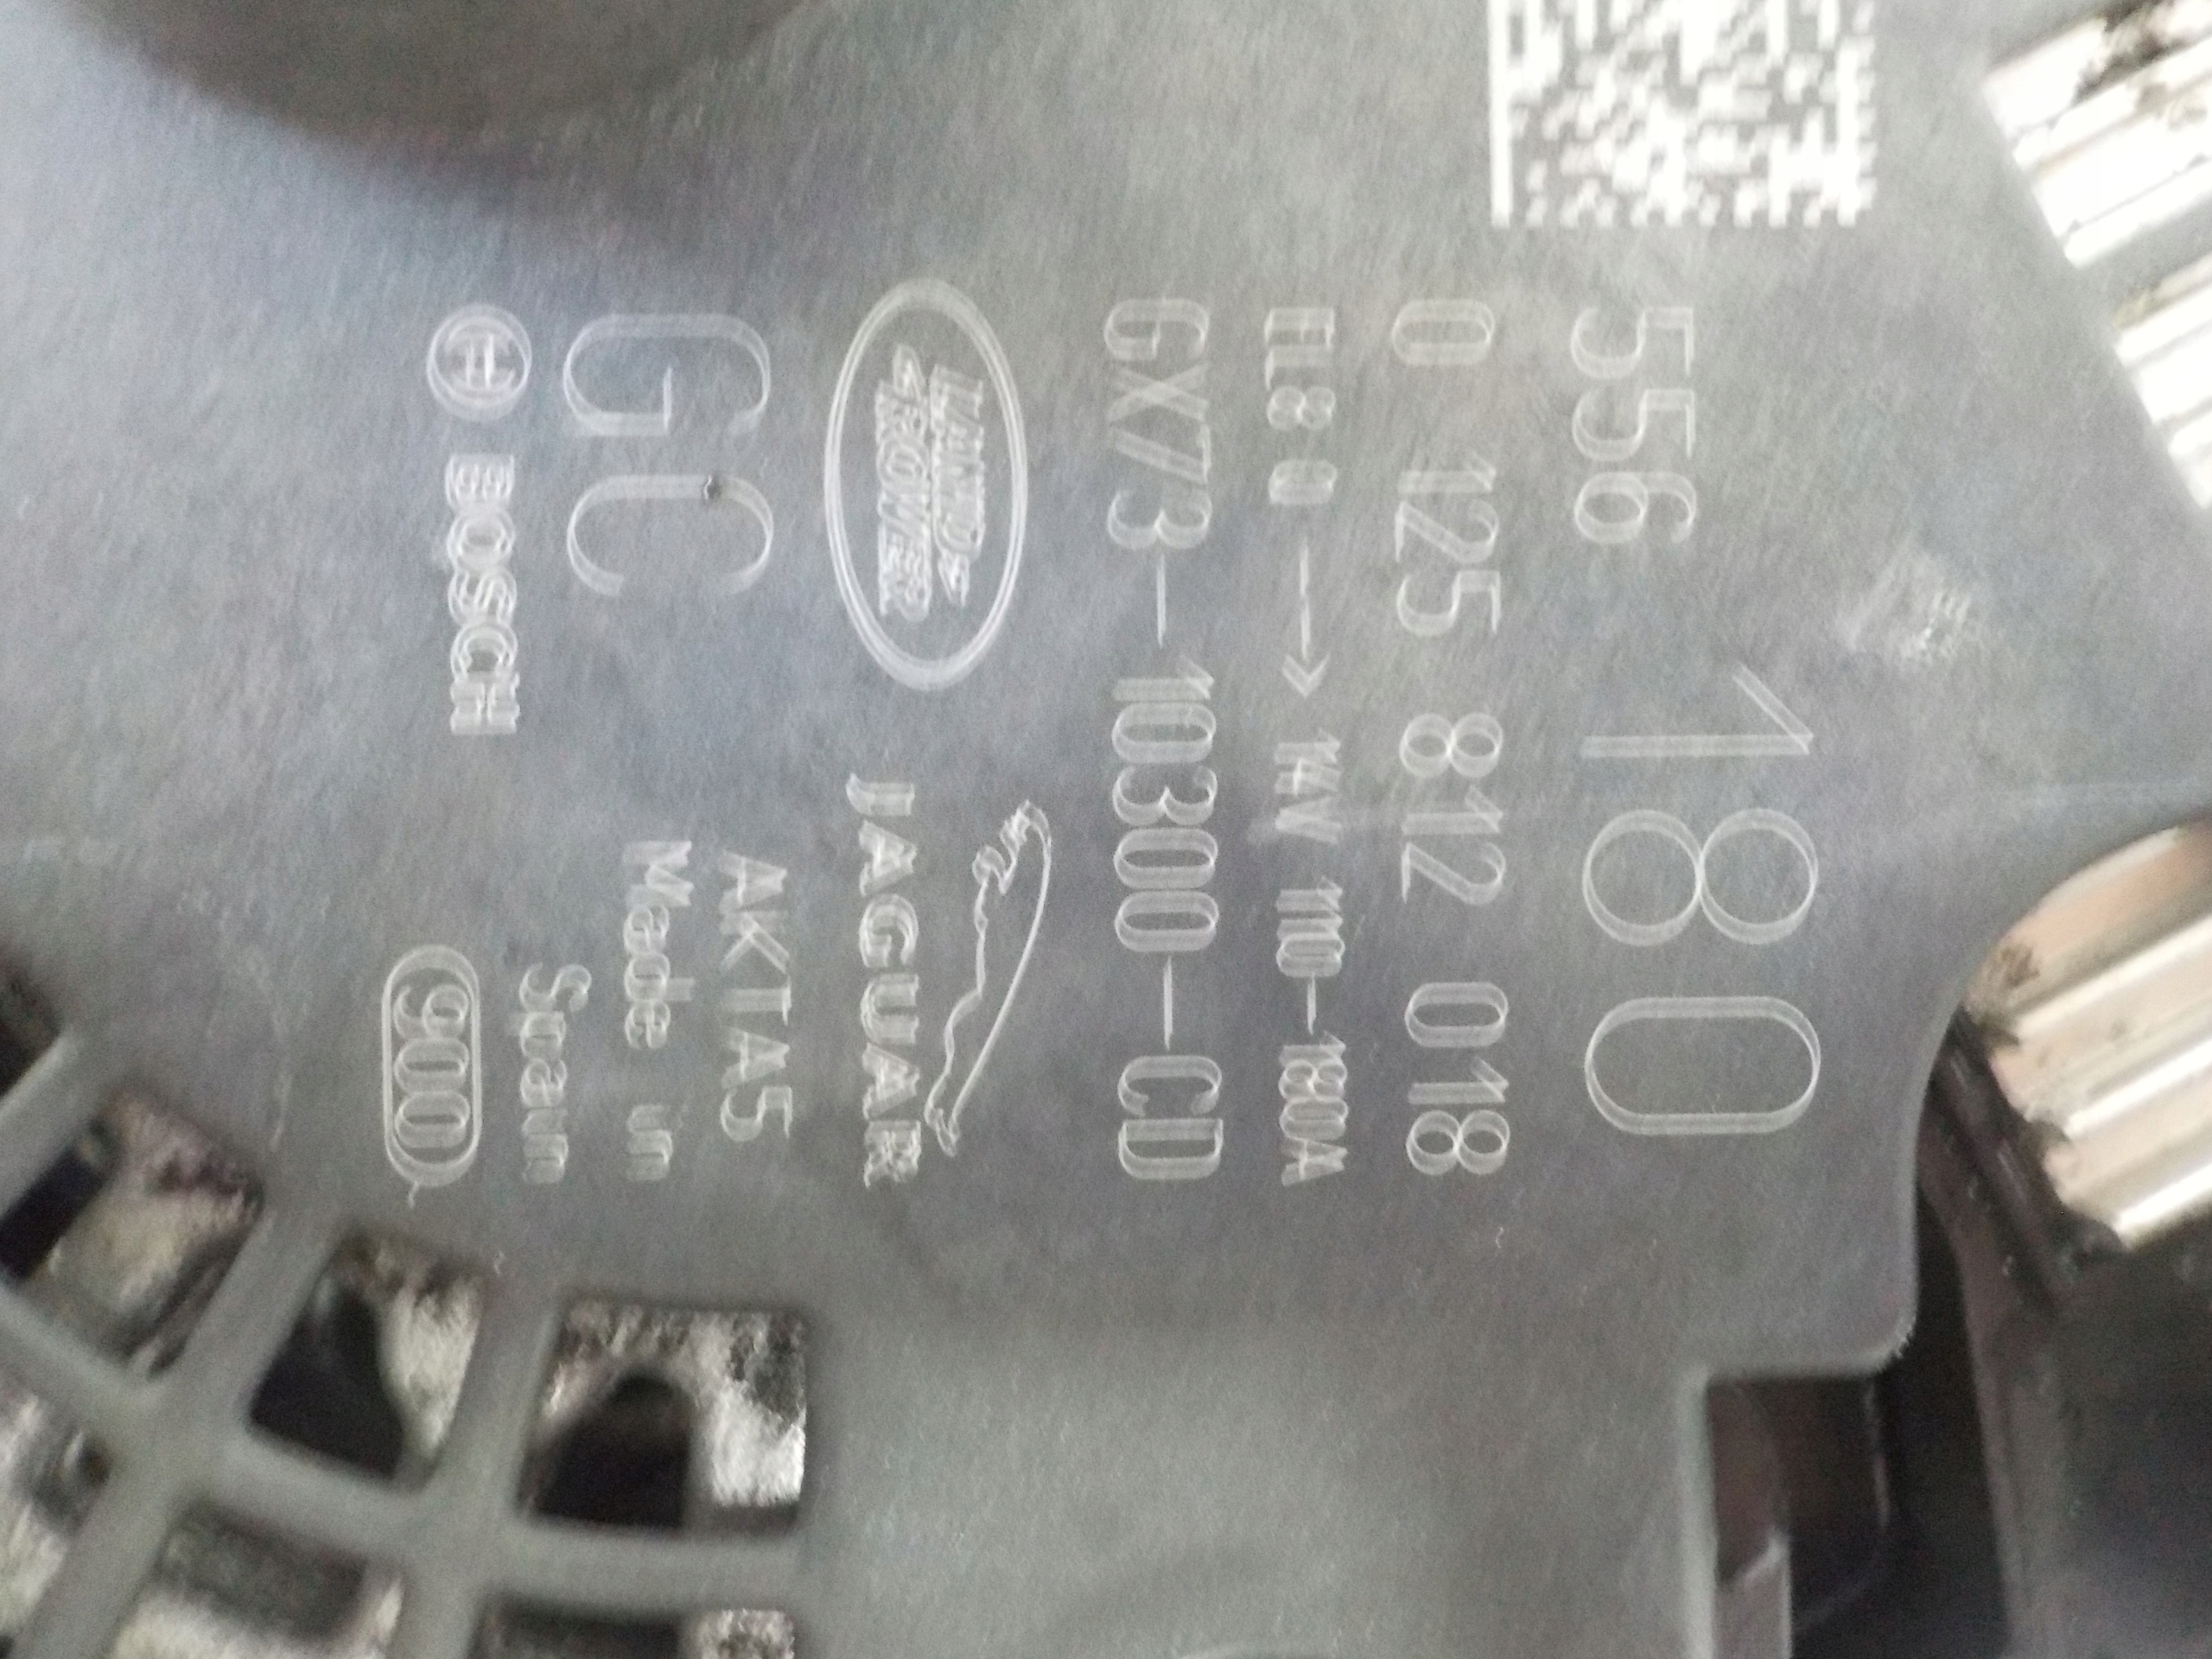 556 180
0 125 812 018
EL8 0 → 14V 110-180A
GX73-10300-CD
LAND ROVER
JAGUAR
GC
AKTA5
Made in
Spain
BOSCH
900